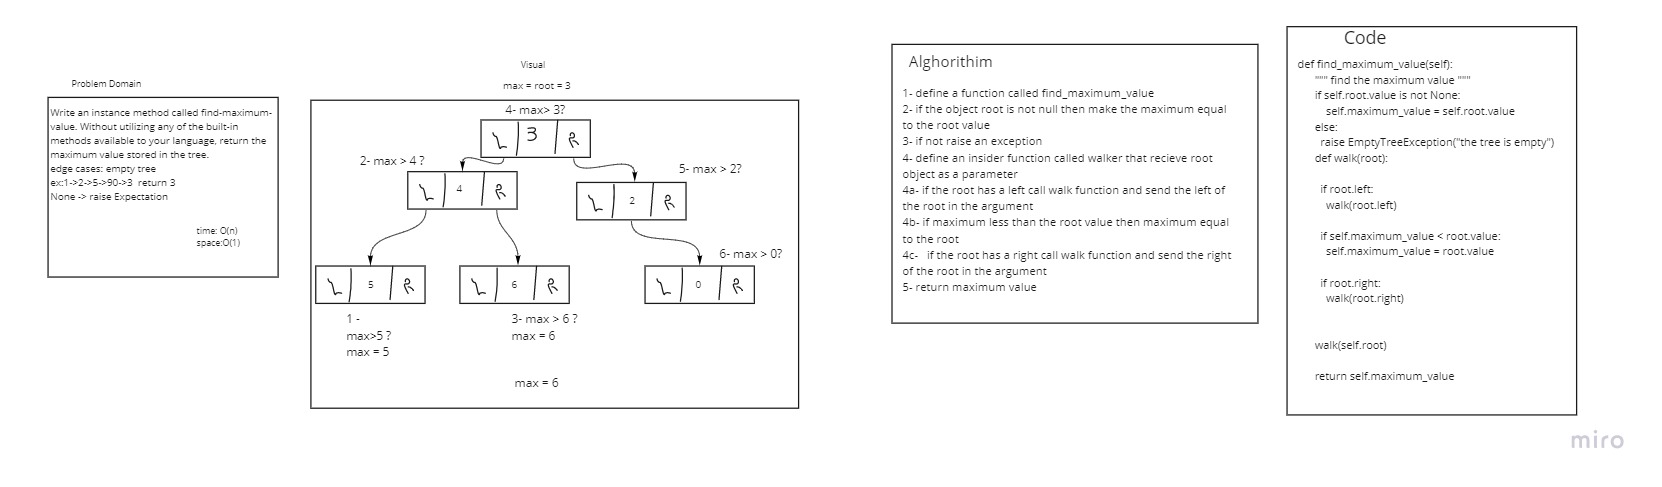 Problem Domain
Write an instance method called find-maximum-
value. Without utilizing any of the built-in
methods available to your language, return the
maximum value stored in the tree.
edge cases: empty tree
ex:1->2->5->90->3 return 3
None -> raise Expectation
time: O(n)
space:O(1)
Visual
max = root = 3
4- max> 3?
L 3 R
2- max > 4 ?
L 4 R
5- max > 2?
L 2 R
6- max > 0?
L 5 R
L 6 R
L 0 R
1 -
max>5 ?
max = 5
3- max > 6 ?
max = 6
max = 6
Alghorithim
1- define a function called find_maximum_value
2- if the object root is not null then make the maximum equal
to the root value
3- if not raise an exception
4- define an insider function called walker that recieve root
object as a parameter
4a- if the root has a left call walk function and send the left of
the root in the argument
4b- if maximum less than the root value then maximum equal
to the root
4c- if the root has a right call walk function and send the right
of the root in the argument
5- return maximum value
Code
def find_maximum_value(self):
""" find the maximum value """
if self.root.value is not None:
self.maximum_value = self.root.value
else:
raise EmptyTreeException("the tree is empty")
def walk(root):
if root.left:
walk(root.left)
if self.maximum_value < root.value:
self.maximum_value = root.value
if root.right:
walk(root.right)
walk(self.root)
return self.maximum_value
miro